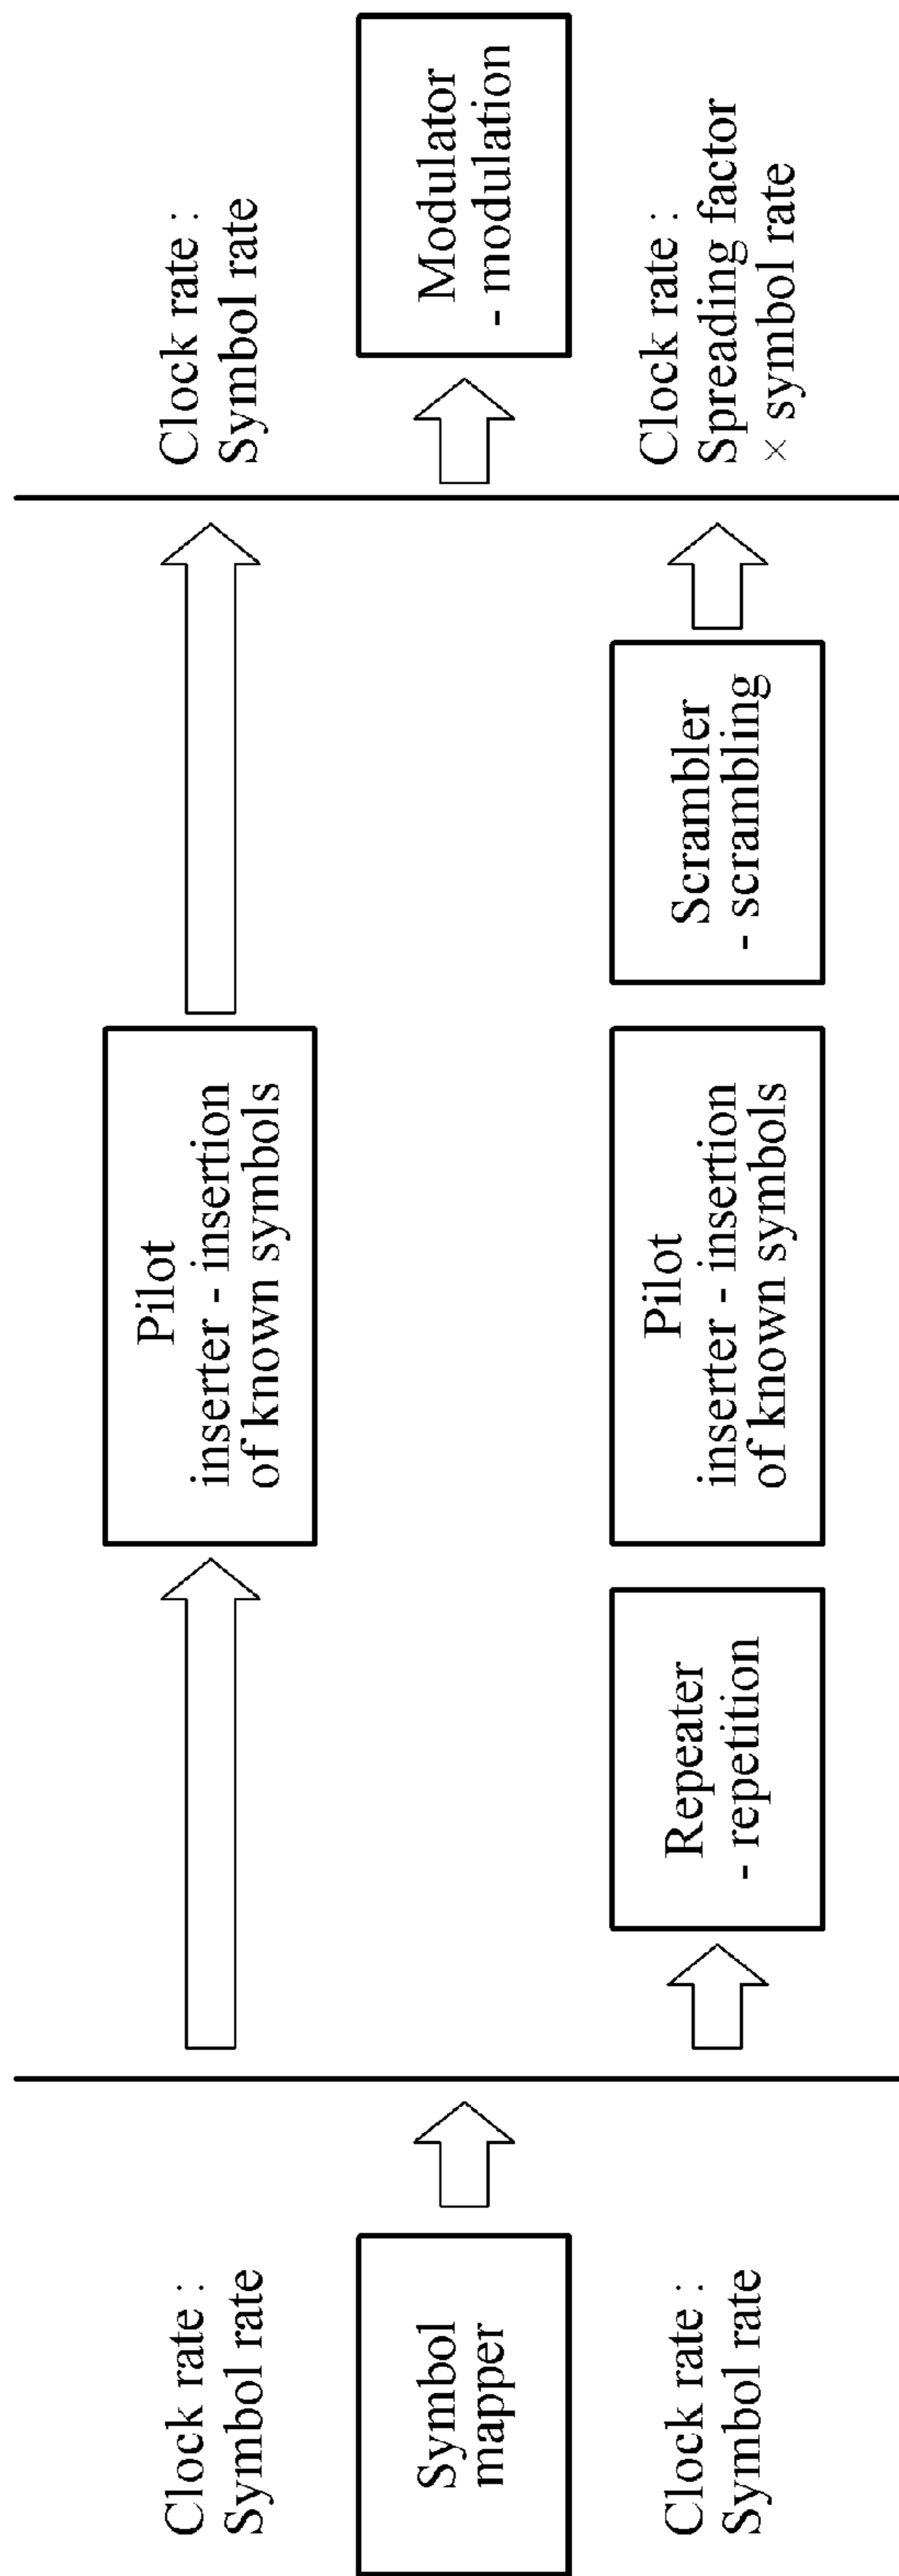 Clock rate :
Symbol rate
Symbol
mapper
Clock rate :
Symbol rate
Pilot
inserter - insertion
of known symbols
Repeater
- repetition
Pilot
inserter - insertion
of known symbols
Scrambler
- scrambling
Clock rate :
Symbol rate
Modulator
- modulation
Clock rate :
Spreading factor
× symbol rate